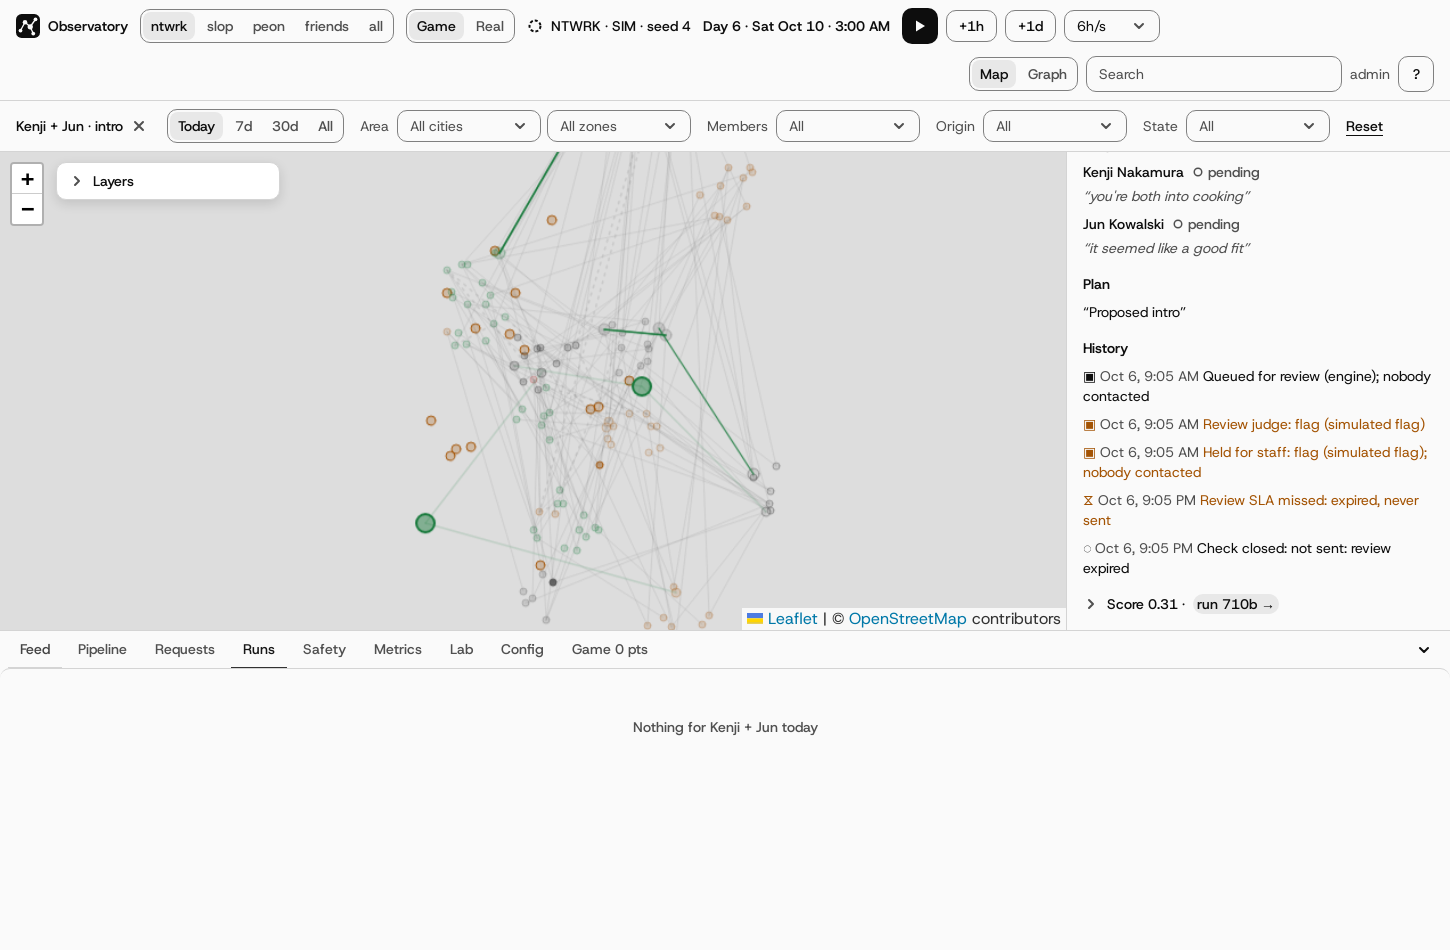 Observatory ntwrk slop peon friends all Game Real NTWRK · SIM · seed 4 Day 6 · Sat Oct 10 · 3:00 AM +1h +1d 6h/s
Map Graph Search admin ?
Kenji + Jun · intro Today 7d 30d All Area All cities All zones Members All Origin All State All Reset
+
−
Layers
Leaflet | © OpenStreetMap contributors
Kenji Nakamura pending
“you're both into cooking”
Jun Kowalski pending
“it seemed like a good fit”
Plan
“Proposed intro”
History
Oct 6, 9:05 AM Queued for review (engine); nobody
contacted
Oct 6, 9:05 AM Review judge: flag (simulated flag)
Oct 6, 9:05 AM Held for staff: flag (simulated flag);
nobody contacted
Oct 6, 9:05 PM Review SLA missed: expired, never
sent
Oct 6, 9:05 PM Check closed: not sent: review
expired
Score 0.31 · run 710b →
Feed Pipeline Requests Runs Safety Metrics Lab Config Game 0 pts
Nothing for Kenji + Jun today